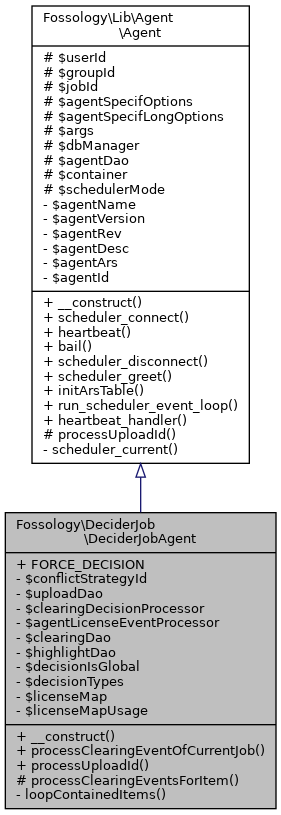 Fossology\Lib\Agent
\Agent
# $userId
# $groupId
# $jobId
# $agentSpecifOptions
# $agentSpecifLongOptions
# $args
# $dbManager
# $agentDao
# $container
# $schedulerMode
- $agentName
- $agentVersion
- $agentRev
- $agentDesc
- $agentArs
- $agentId
+ __construct()
+ scheduler_connect()
+ heartbeat()
+ bail()
+ scheduler_disconnect()
+ scheduler_greet()
+ initArsTable()
+ run_scheduler_event_loop()
+ heartbeat_handler()
# processUploadId()
- scheduler_current()
Fossology\DeciderJob
\DeciderJobAgent
+ FORCE_DECISION
- $conflictStrategyId
- $uploadDao
- $clearingDecisionProcessor
- $agentLicenseEventProcessor
- $clearingDao
- $highlightDao
- $decisionIsGlobal
- $decisionTypes
- $licenseMap
- $licenseMapUsage
+ __construct()
+ processClearingEventOfCurrentJob()
+ processUploadId()
# processClearingEventsForItem()
- loopContainedItems()